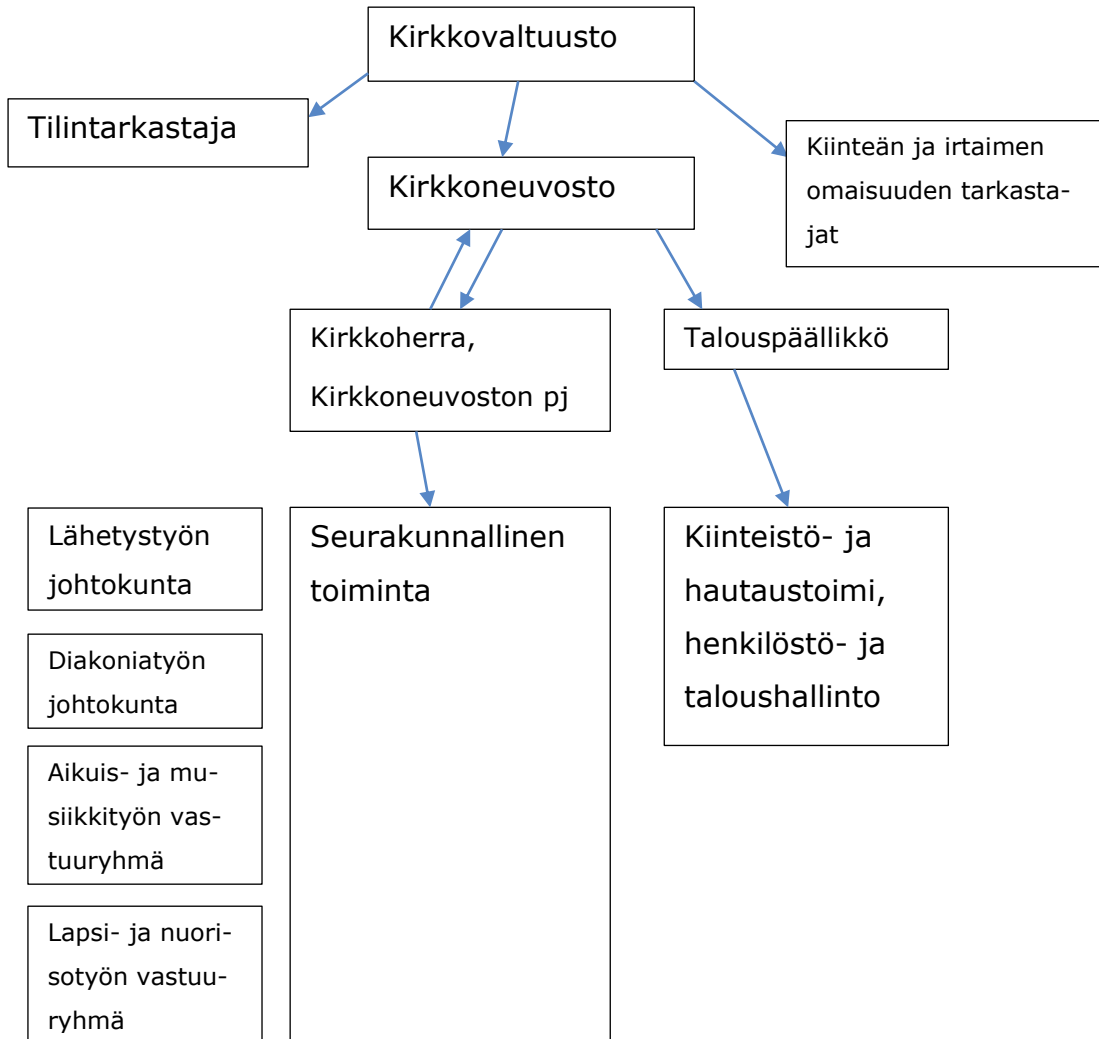 Kirkkovaltuusto
Tilintarkastaja
Kiinteän ja irtaimen
omaisuuden tarkasta-
jat
Kirkkoneuvosto
Kirkkoherra,
Kirkkoneuvoston pj
Talouspäällikkö
Lähetystyön
johtokunta
Diakoniatyön
johtokunta
Aikuis- ja mu-
siikkityön vas-
tuuryhmä
Lapsi- ja nuori-
sotyön vastuu-
ryhmä
Seurakunnallinen
toiminta
Kiinteistö- ja
hautaustoimi,
henkilöstö- ja
taloushallinto